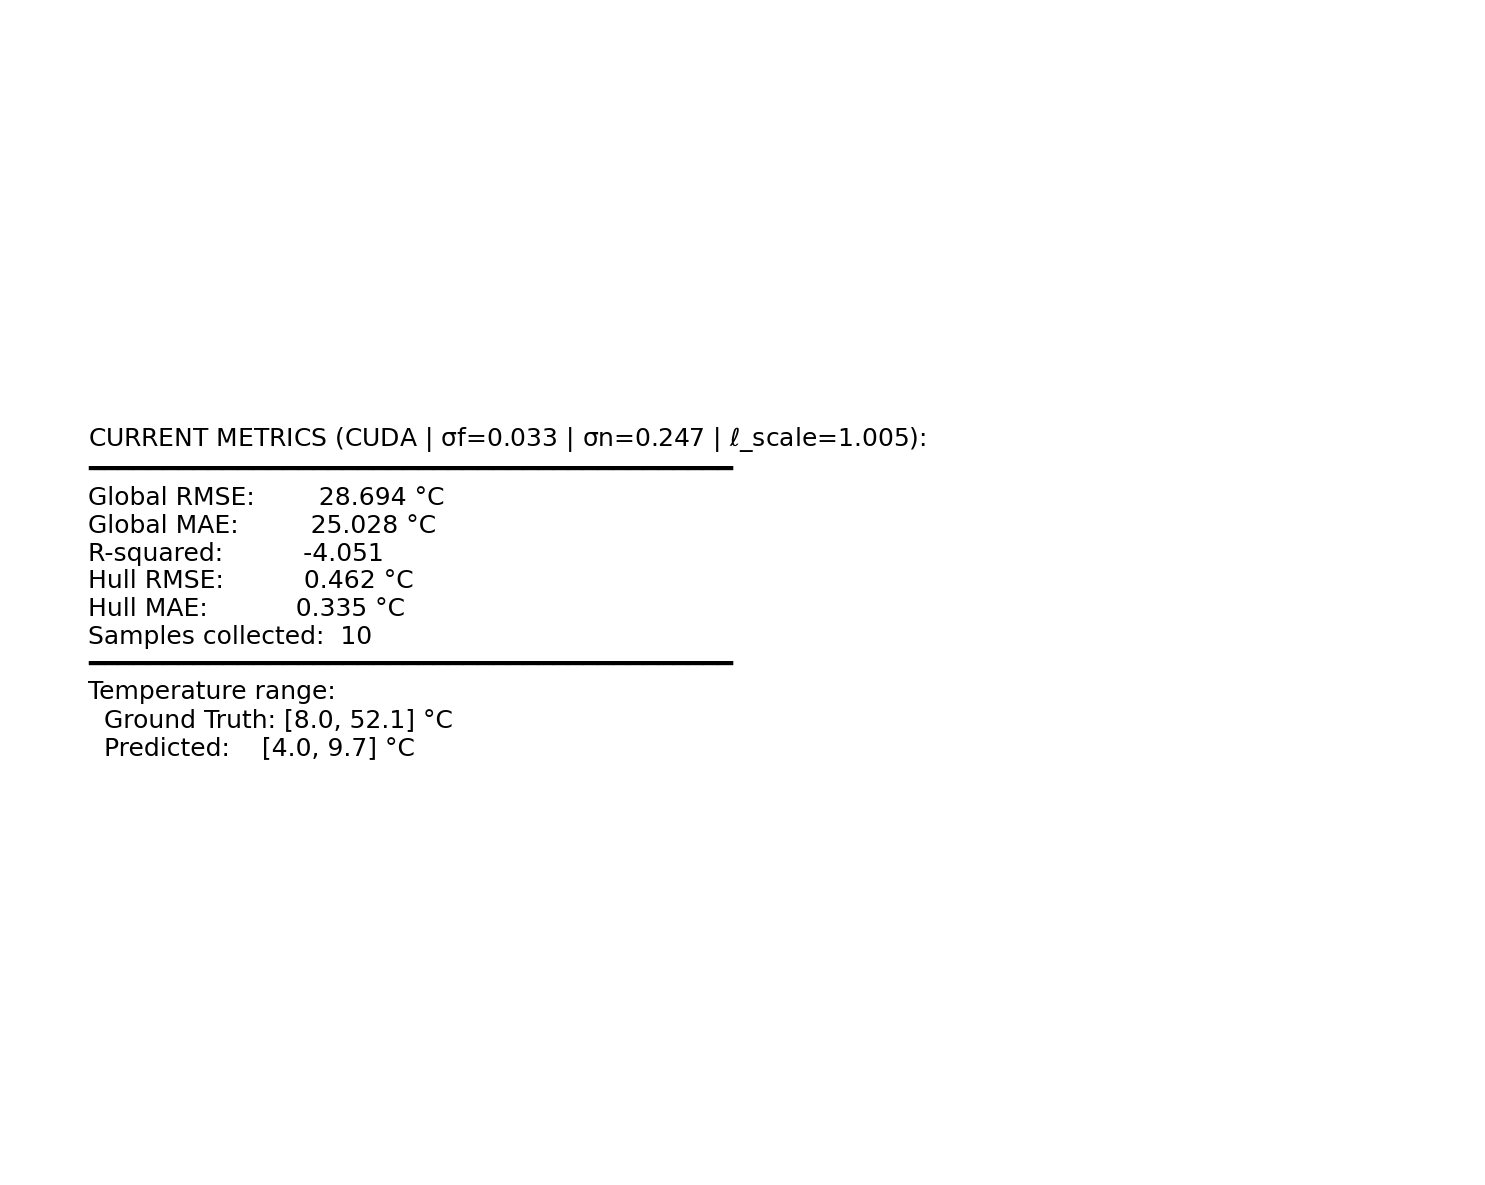 CURRENT METRICS (CUDA | σf=0.033 | σn=0.247 | ℓ_scale=1.005):
Global RMSE: 28.694 °C
Global MAE: 25.028 °C
R-squared: -4.051
Hull RMSE: 0.462 °C
Hull MAE: 0.335 °C
Samples collected: 10
Temperature range:
Ground Truth: [8.0, 52.1] °C
Predicted: [4.0, 9.7] °C